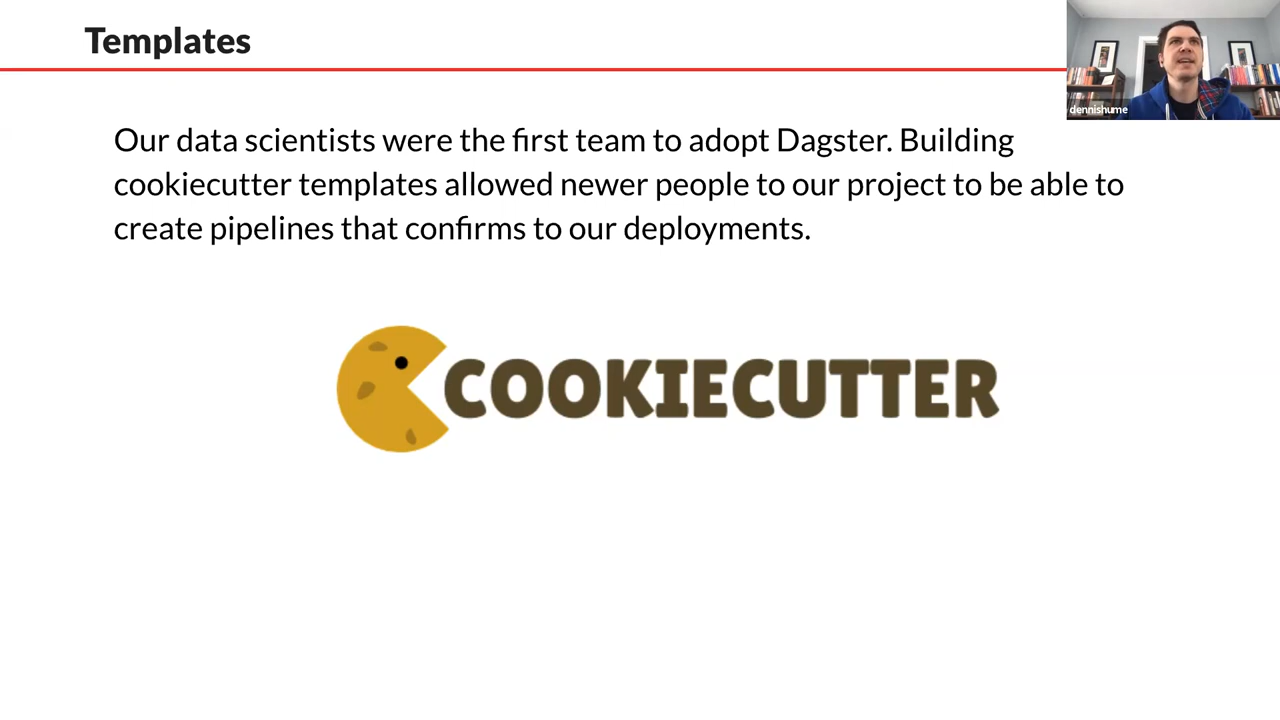 Templates
dennishume
Our data scientists were the first team to adopt Dagster. Building
cookiecutter templates allowed newer people to our project to be able to
create pipelines that confirms to our deployments.
COOKIECUTTER